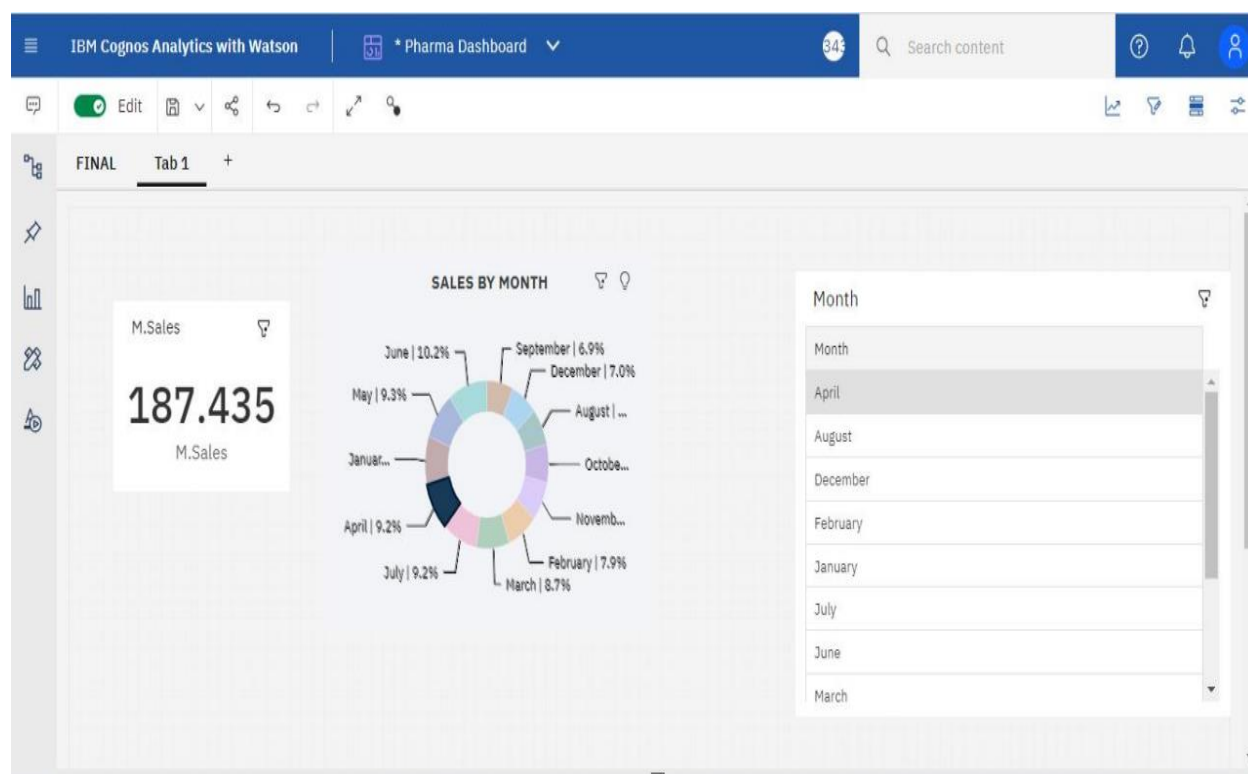 IBM Cognos Analytics with Watson
* Pharma Dashboard
343
Search content
Edit
FINAL
Tab 1
+
M.Sales
187.435
M.Sales
SALES BY MONTH
June | 10.2%
September | 6.9%
December | 7.0%
May | 9.3%
August | ...
Januar...
Octobe...
April | 9.2%
Novemb...
February | 7.9%
July | 9.2%
March | 8.7%
Month
Month
April
August
December
February
January
July
June
March